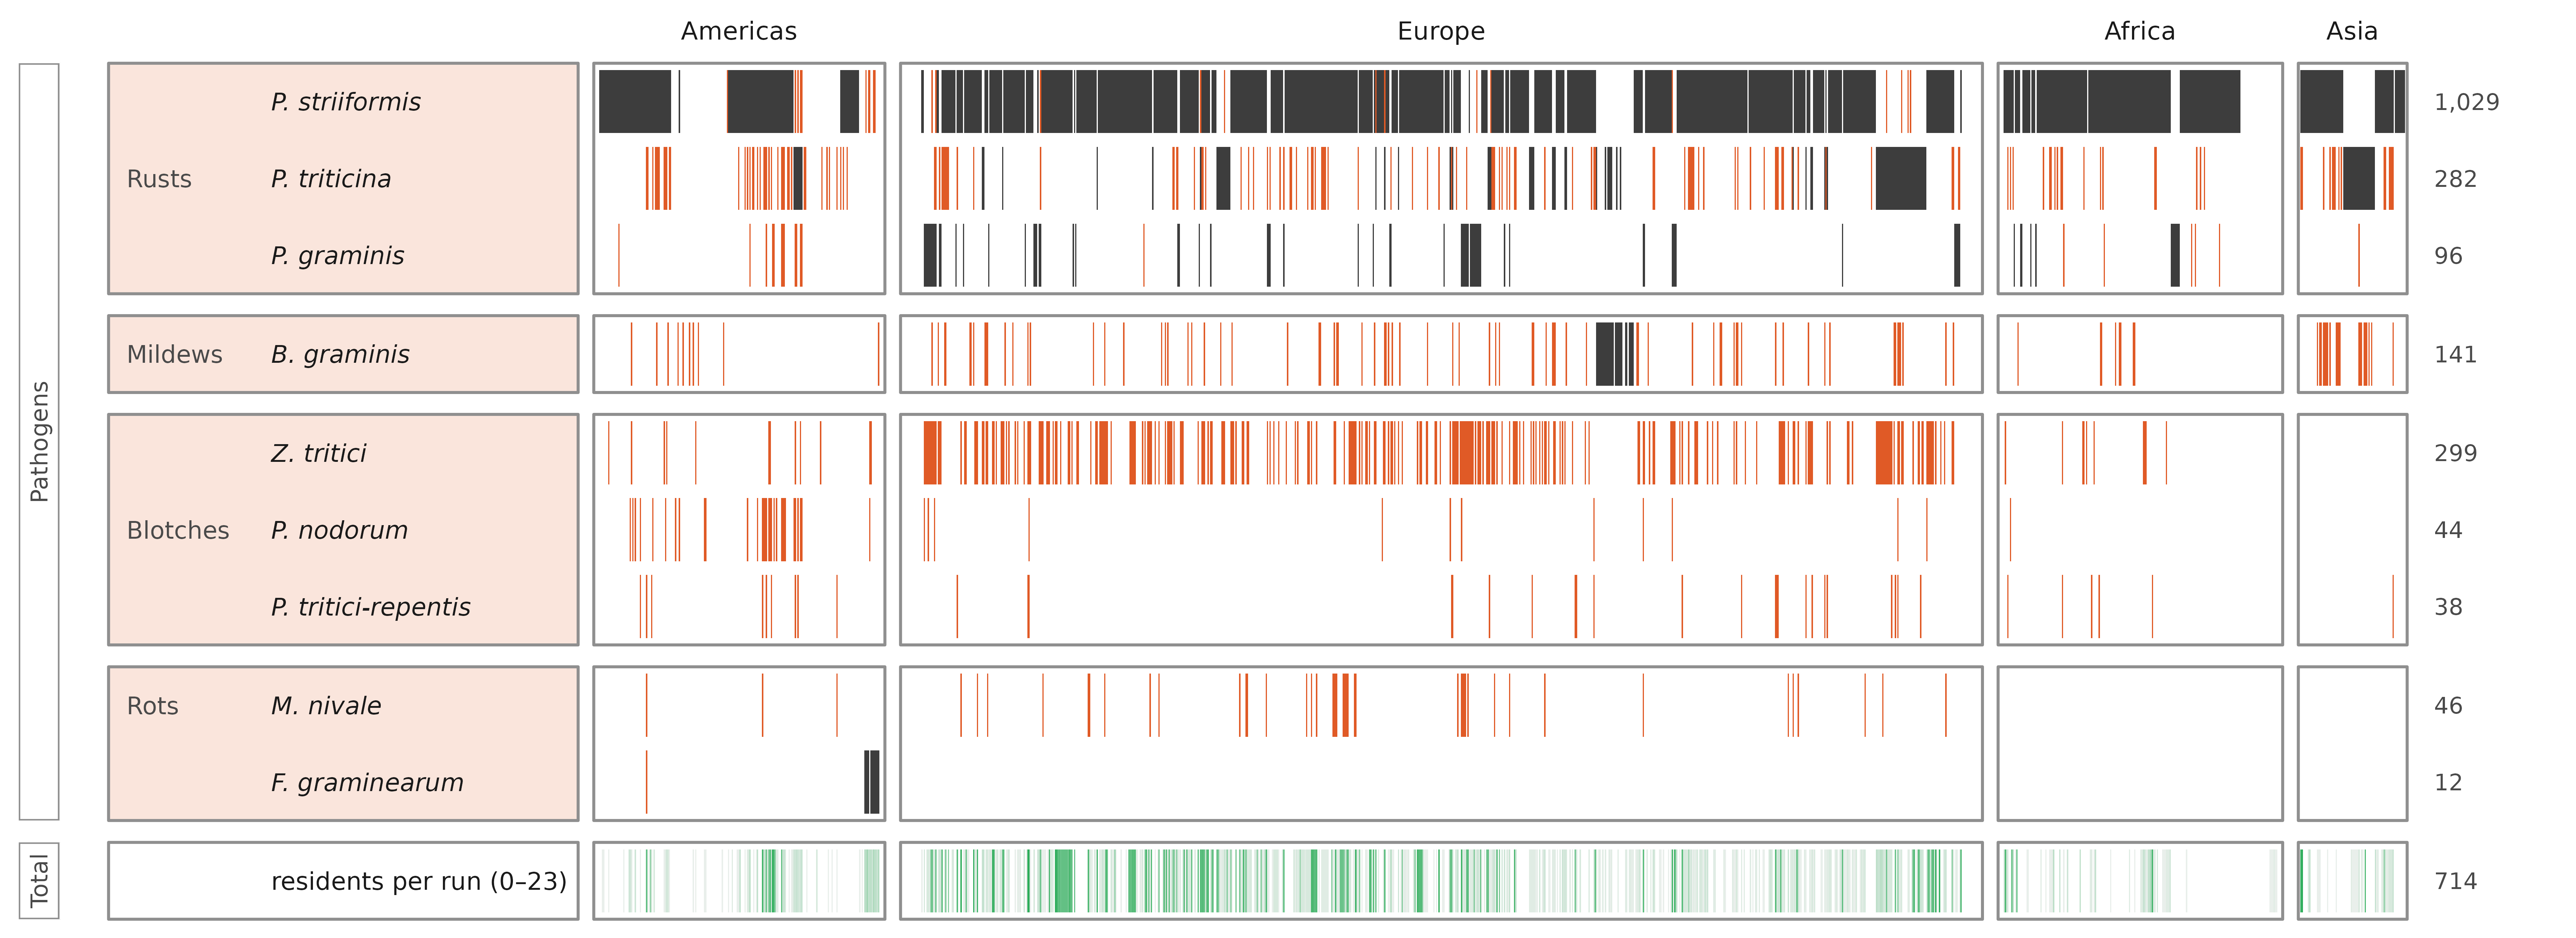 Americas Europe Africa Asia
Pathogens
P. striiformis 1,029
Rusts P. triticina 282
P. graminis 96
Mildews B. graminis 141
Z. tritici 299
Blotches P. nodorum 44
P. tritici-repentis 38
Rots M. nivale 46
F. graminearum 12
Total residents per run (0–23) 714